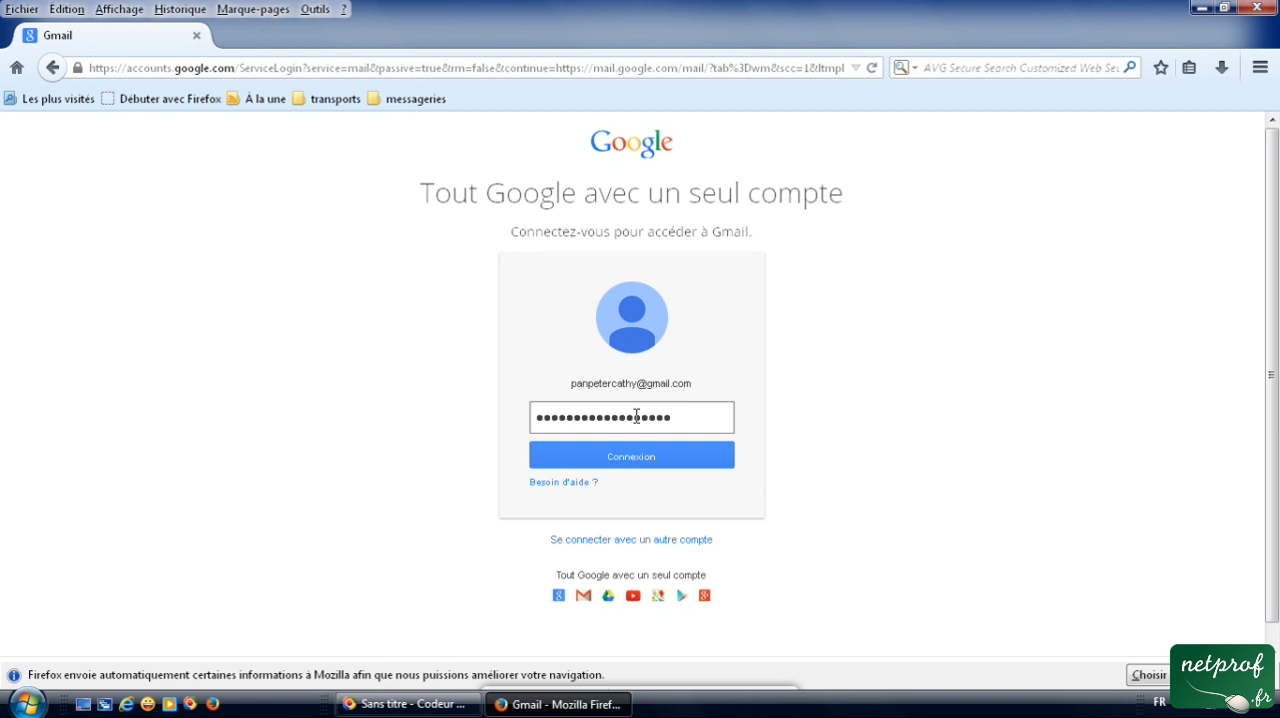 Fichier Édition Affichage Historique Marque-pages Outils ?
Gmail
https://accounts.google.com/ServiceLogin?service=mail&passive=true&rm=false&continue=https://mail.google.com/mail/?tab%3Dwm&scc=1&ltmpl
AVG Secure Search Customized Web Sec
Les plus visités Débuter avec Firefox À la une transports messageries
Google
Tout Google avec un seul compte
Connectez-vous pour accéder à Gmail.
panpetercathy@gmail.com
Connexion
Besoin d'aide ?
Se connecter avec un autre compte
Tout Google avec un seul compte
Firefox envoie automatiquement certaines informations à Mozilla afin que nous puissions améliorer votre navigation.
Choisir
netprof.fr
Sans titre - Codeur ...
Gmail - Mozilla Firef...
FR